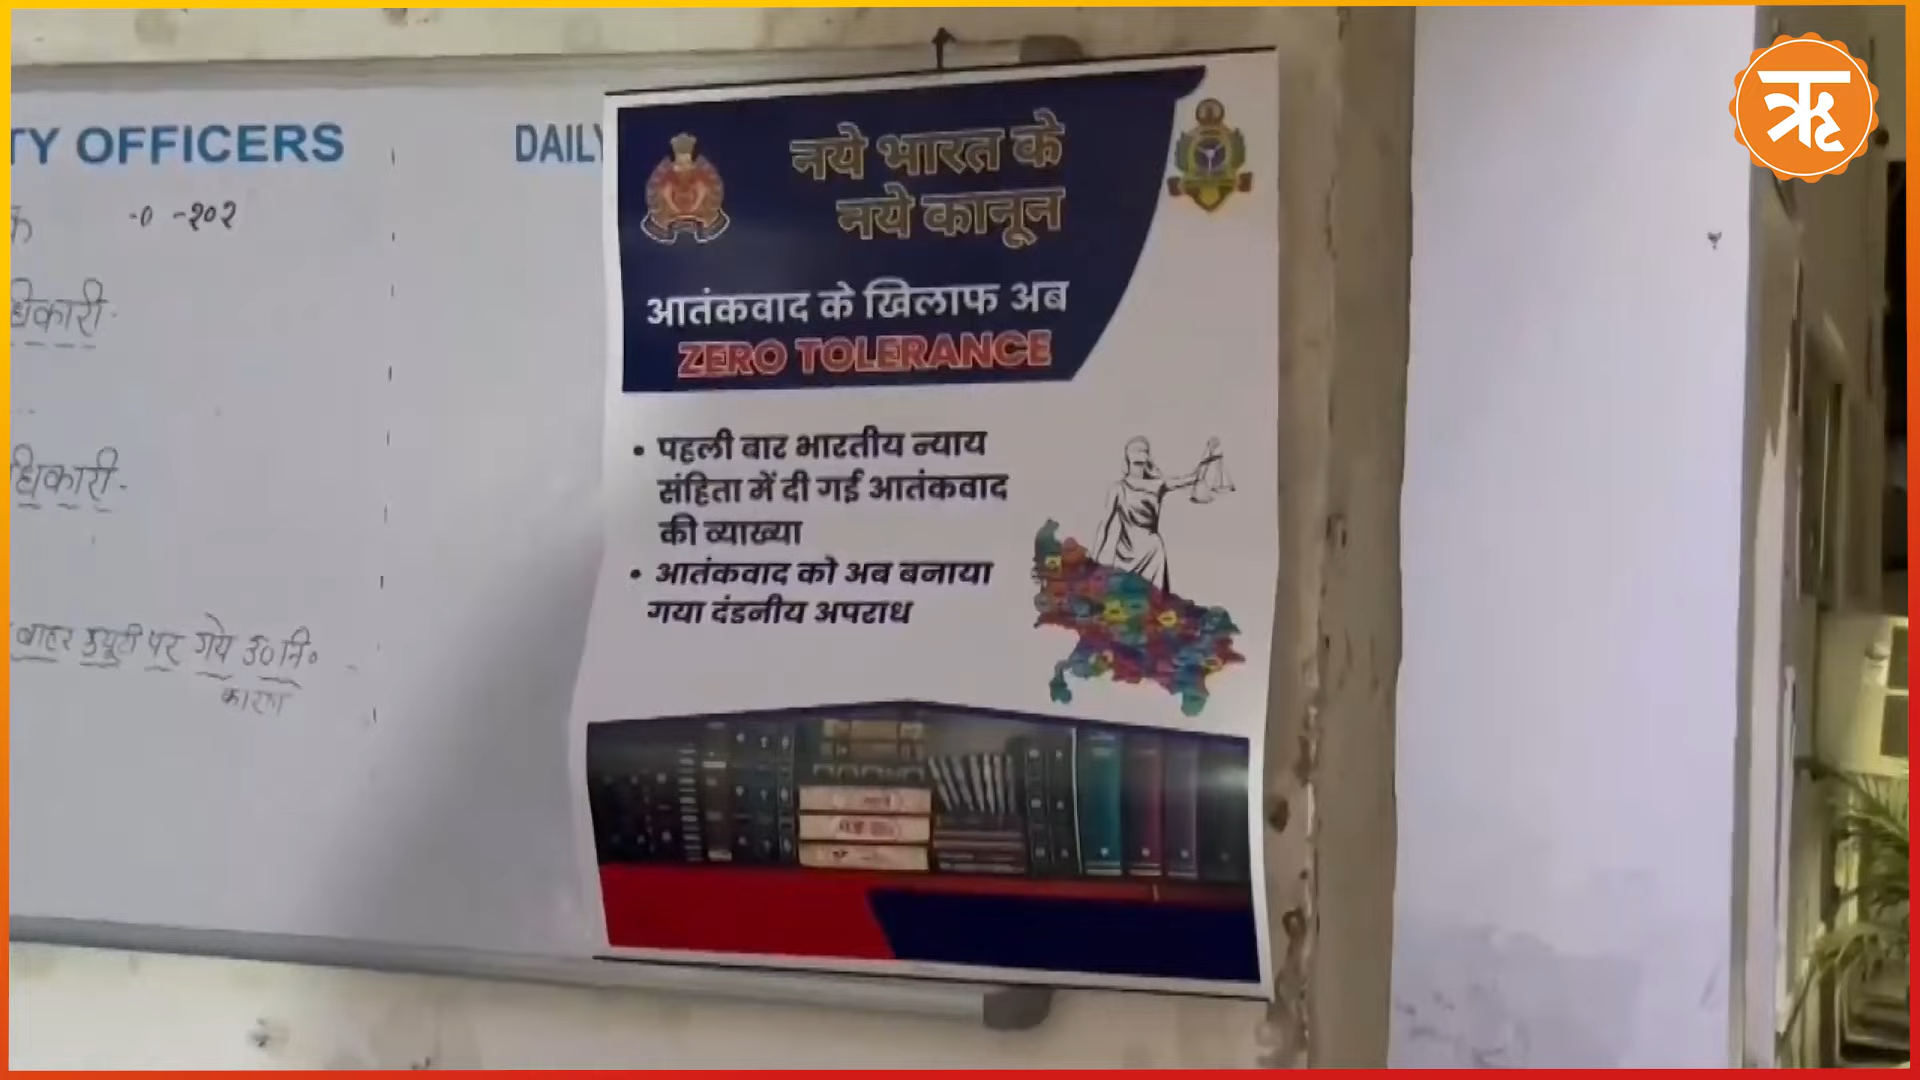 TY OFFICERS
DAILY
-0 -२०२
धिकारी-
धिकारी-
बाहर ड्यूटी पर गये उ०नि०
कारण
नये भारत के
नये कानून
आतंकवाद के खिलाफ अब
ZERO TOLERANCE
• पहली बार भारतीय न्याय
संहिता में दी गई आतंकवाद
की व्याख्या
• आतंकवाद को अब बनाया
गया दंडनीय अपराध
ऋ